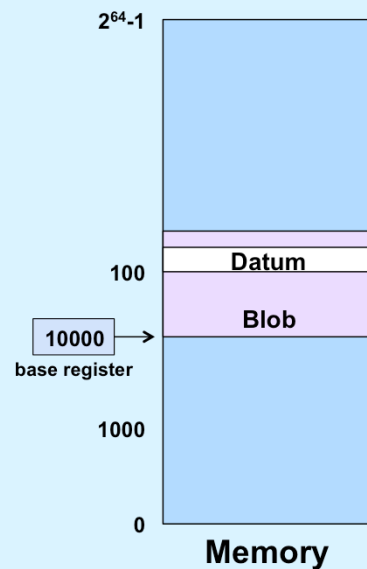 2⁶⁴-1
Datum
100
Blob
10000
base register
1000
0
Memory